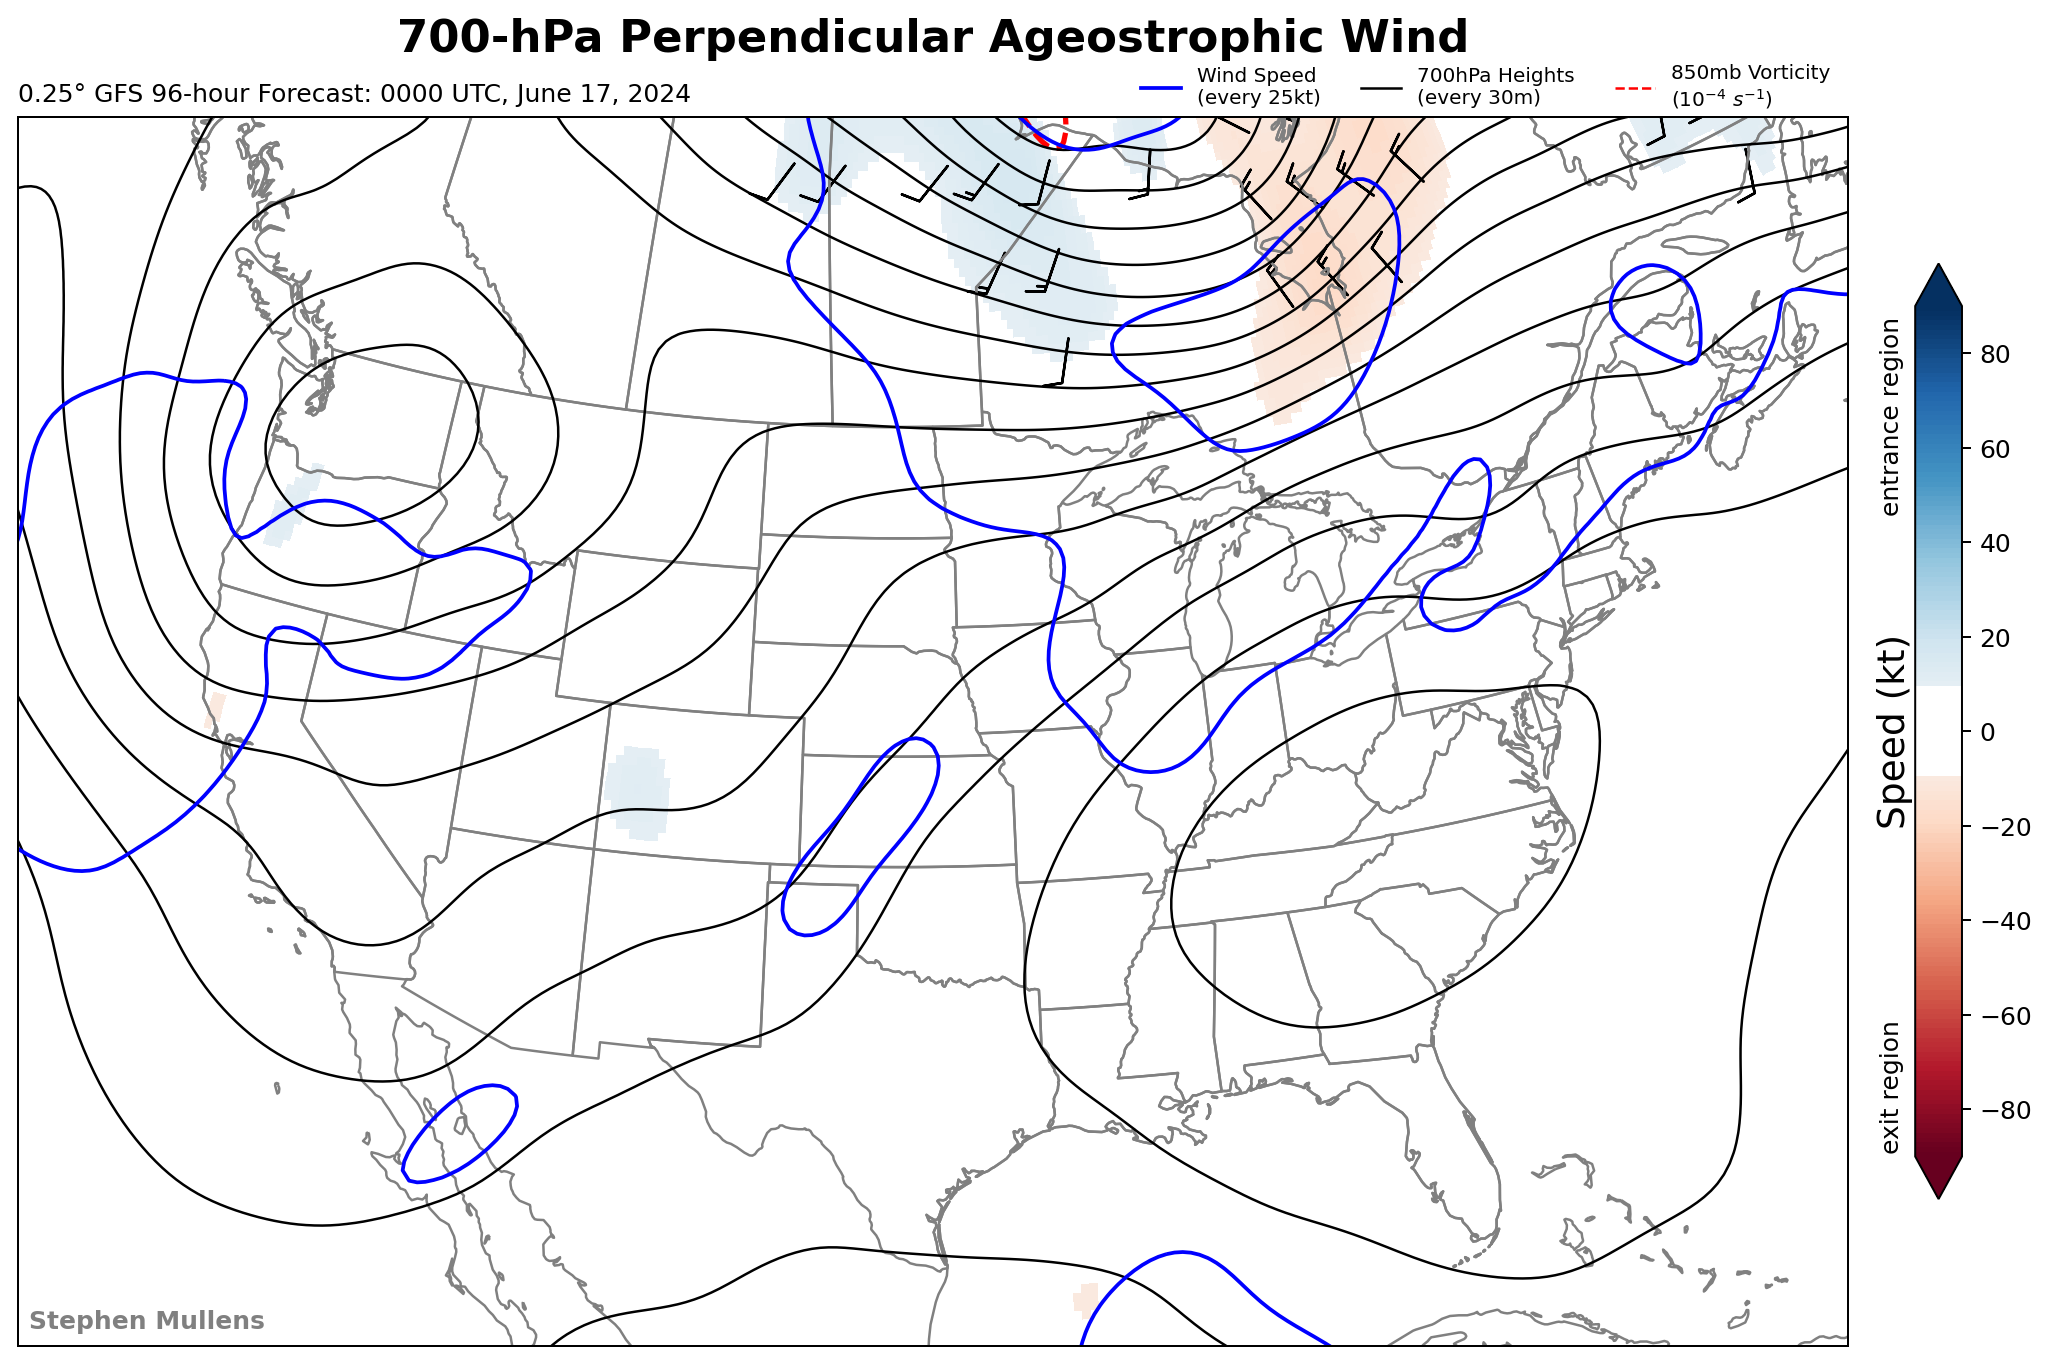 700-hPa Perpendicular Ageostrophic Wind
0.25° GFS 96-hour Forecast: 0000 UTC, June 17, 2024
Wind Speed
(every 25kt)
700hPa Heights
(every 30m)
850mb Vorticity
(10⁻⁴ s⁻¹)
entrance region
Speed (kt)
exit region
80
60
40
20
0
−20
−40
−60
−80
Stephen Mullens